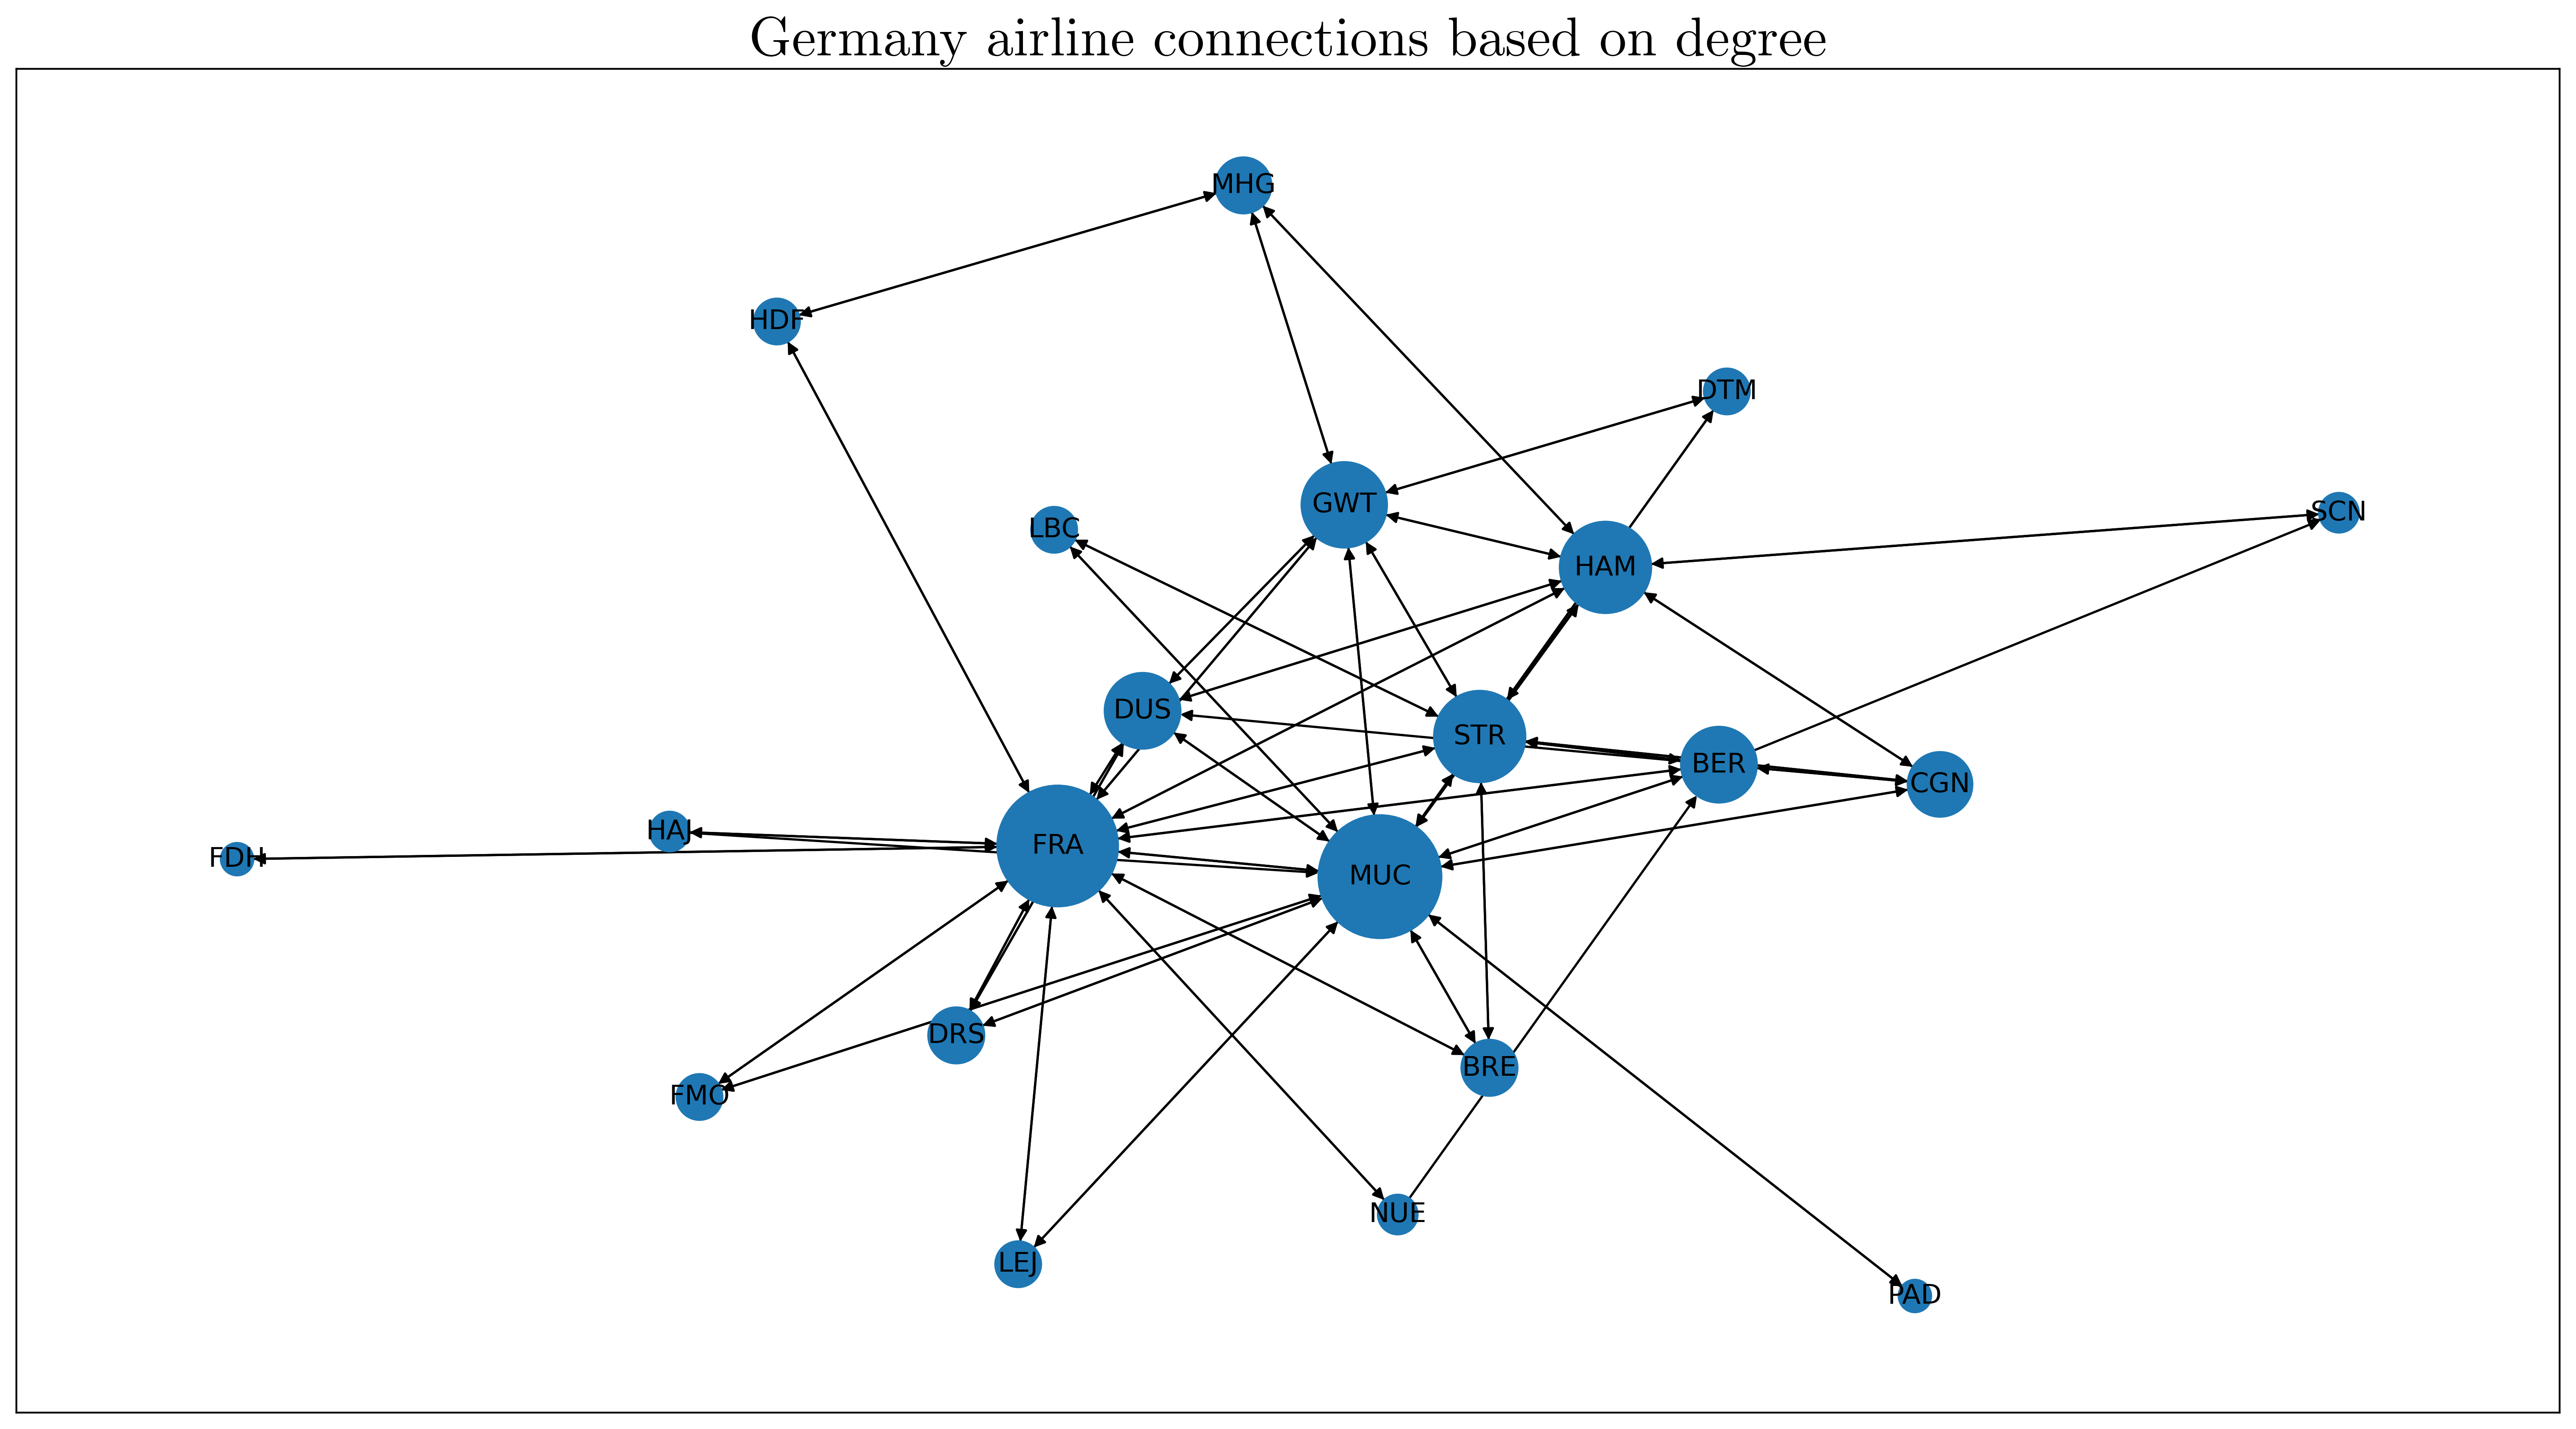 Germany airline connections based on degree
MHG
HDF
DTM
GWT
SCN
LBC
HAM
DUS
STR
BER
CGN
HAJ
FRA
FDH
MUC
DRS
BRE
FMO
NUE
LEJ
PAD